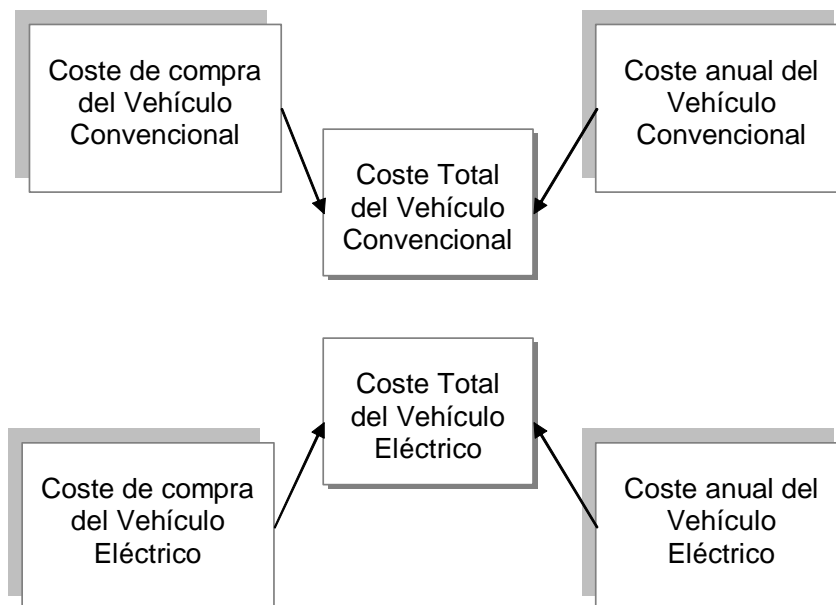 Coste de compra
del Vehículo
Convencional
Coste anual del
Vehículo
Convencional
Coste Total
del Vehículo
Convencional
Coste Total
del Vehículo
Eléctrico
Coste de compra
del Vehículo
Eléctrico
Coste anual del
Vehículo
Eléctrico